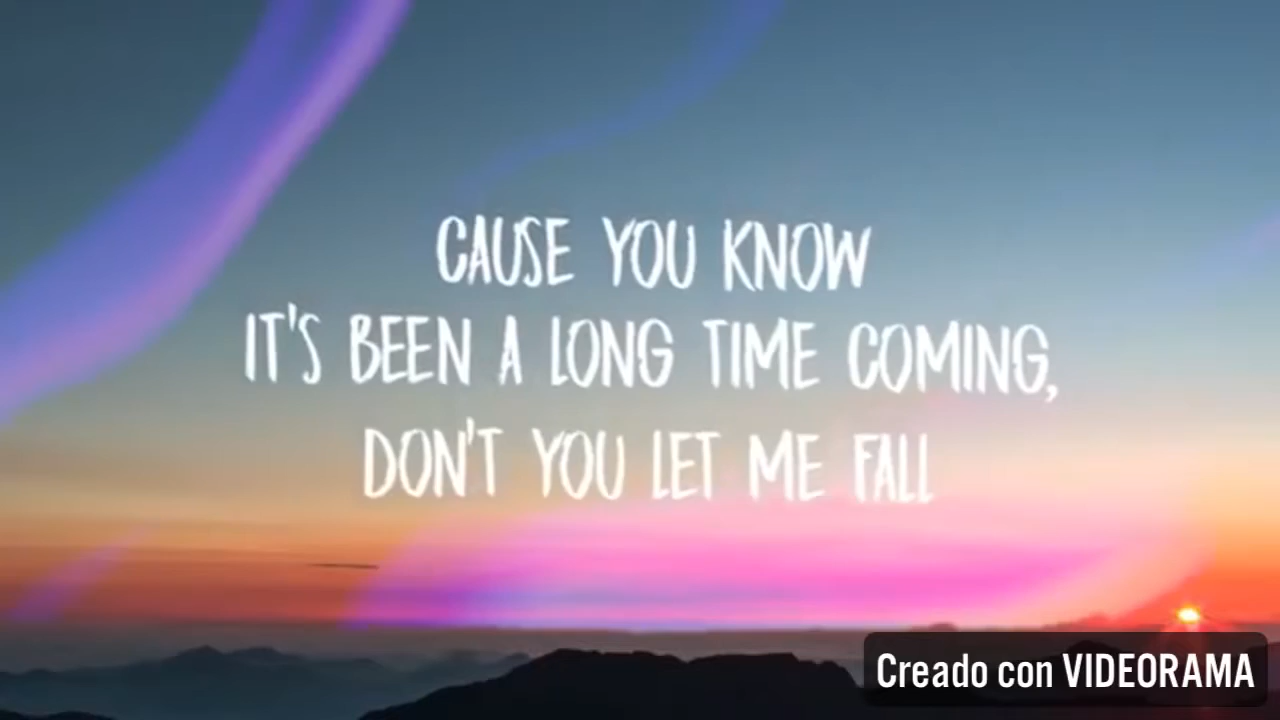 CAUSE YOU KNOW
IT'S BEEN A LONG TIME COMING,
DON'T YOU LET ME FALL
Creado con VIDEORAMA